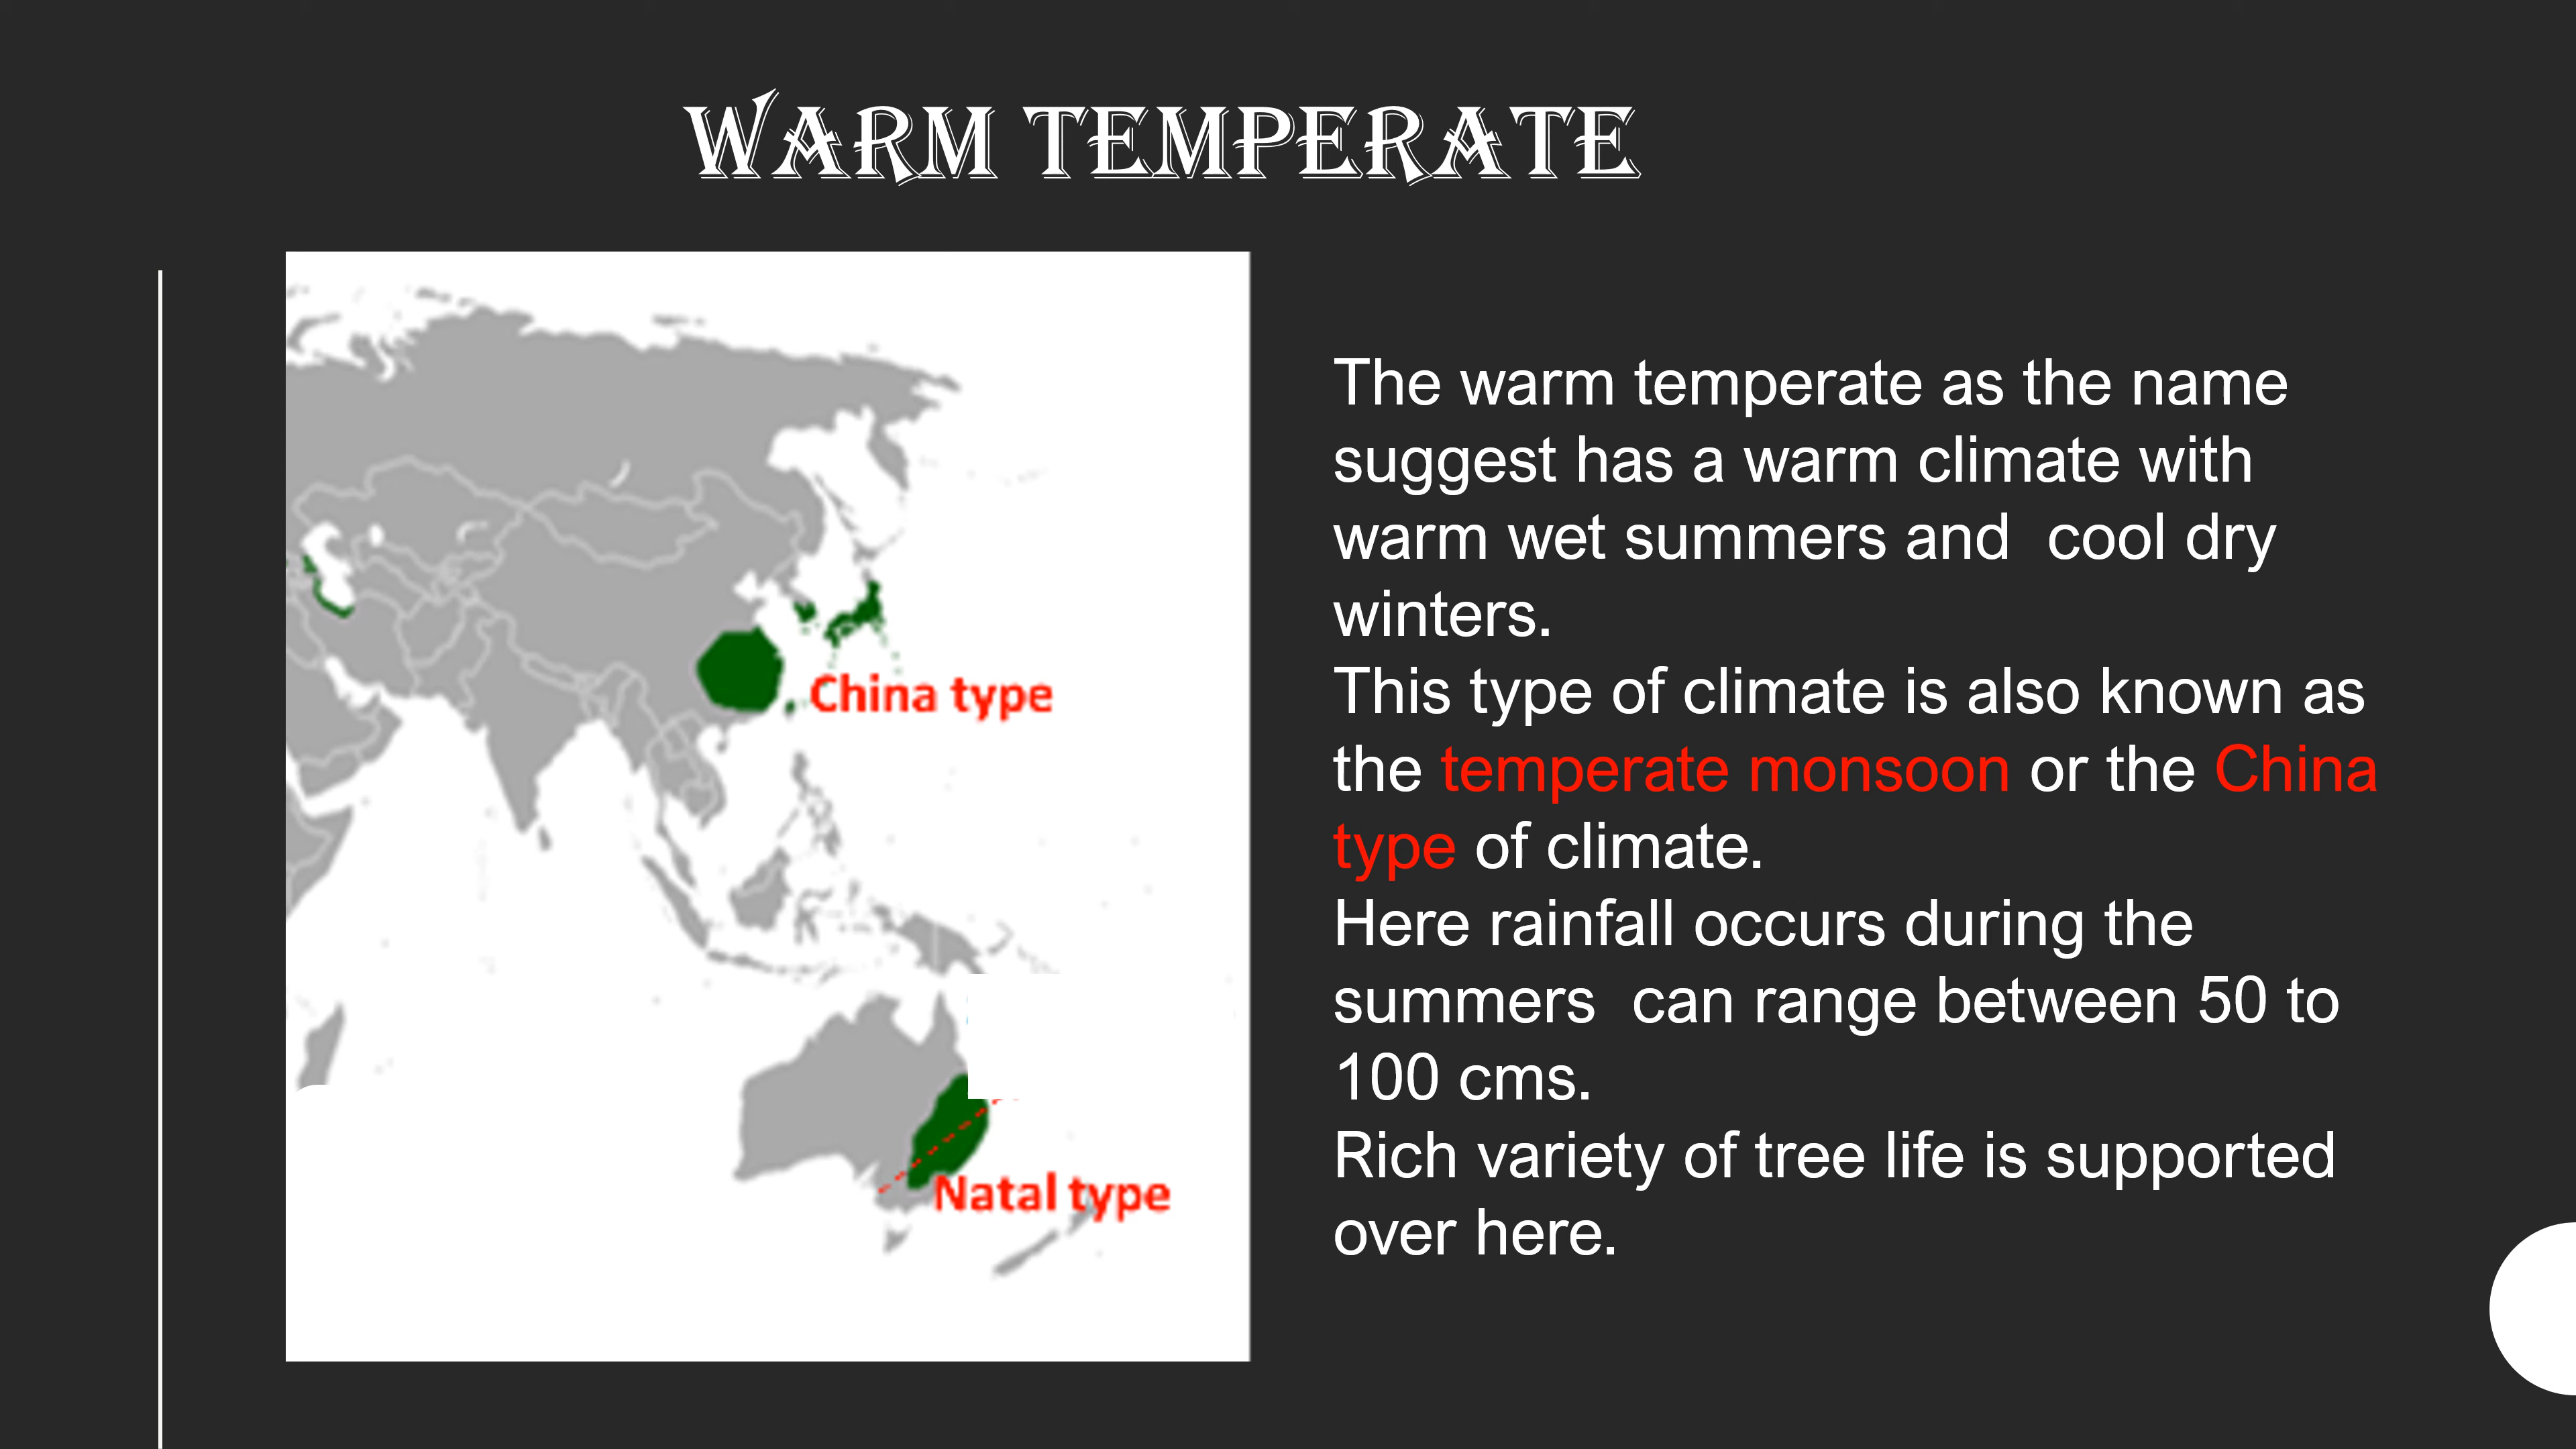 WARM TEMPERATE
China type
Natal type
The warm temperate as the name
suggest has a warm climate with
warm wet summers and  cool dry
winters.
This type of climate is also known as
the temperate monsoon or the China
type of climate.
Here rainfall occurs during the
summers  can range between 50 to
100 cms.
Rich variety of tree life is supported
over here.